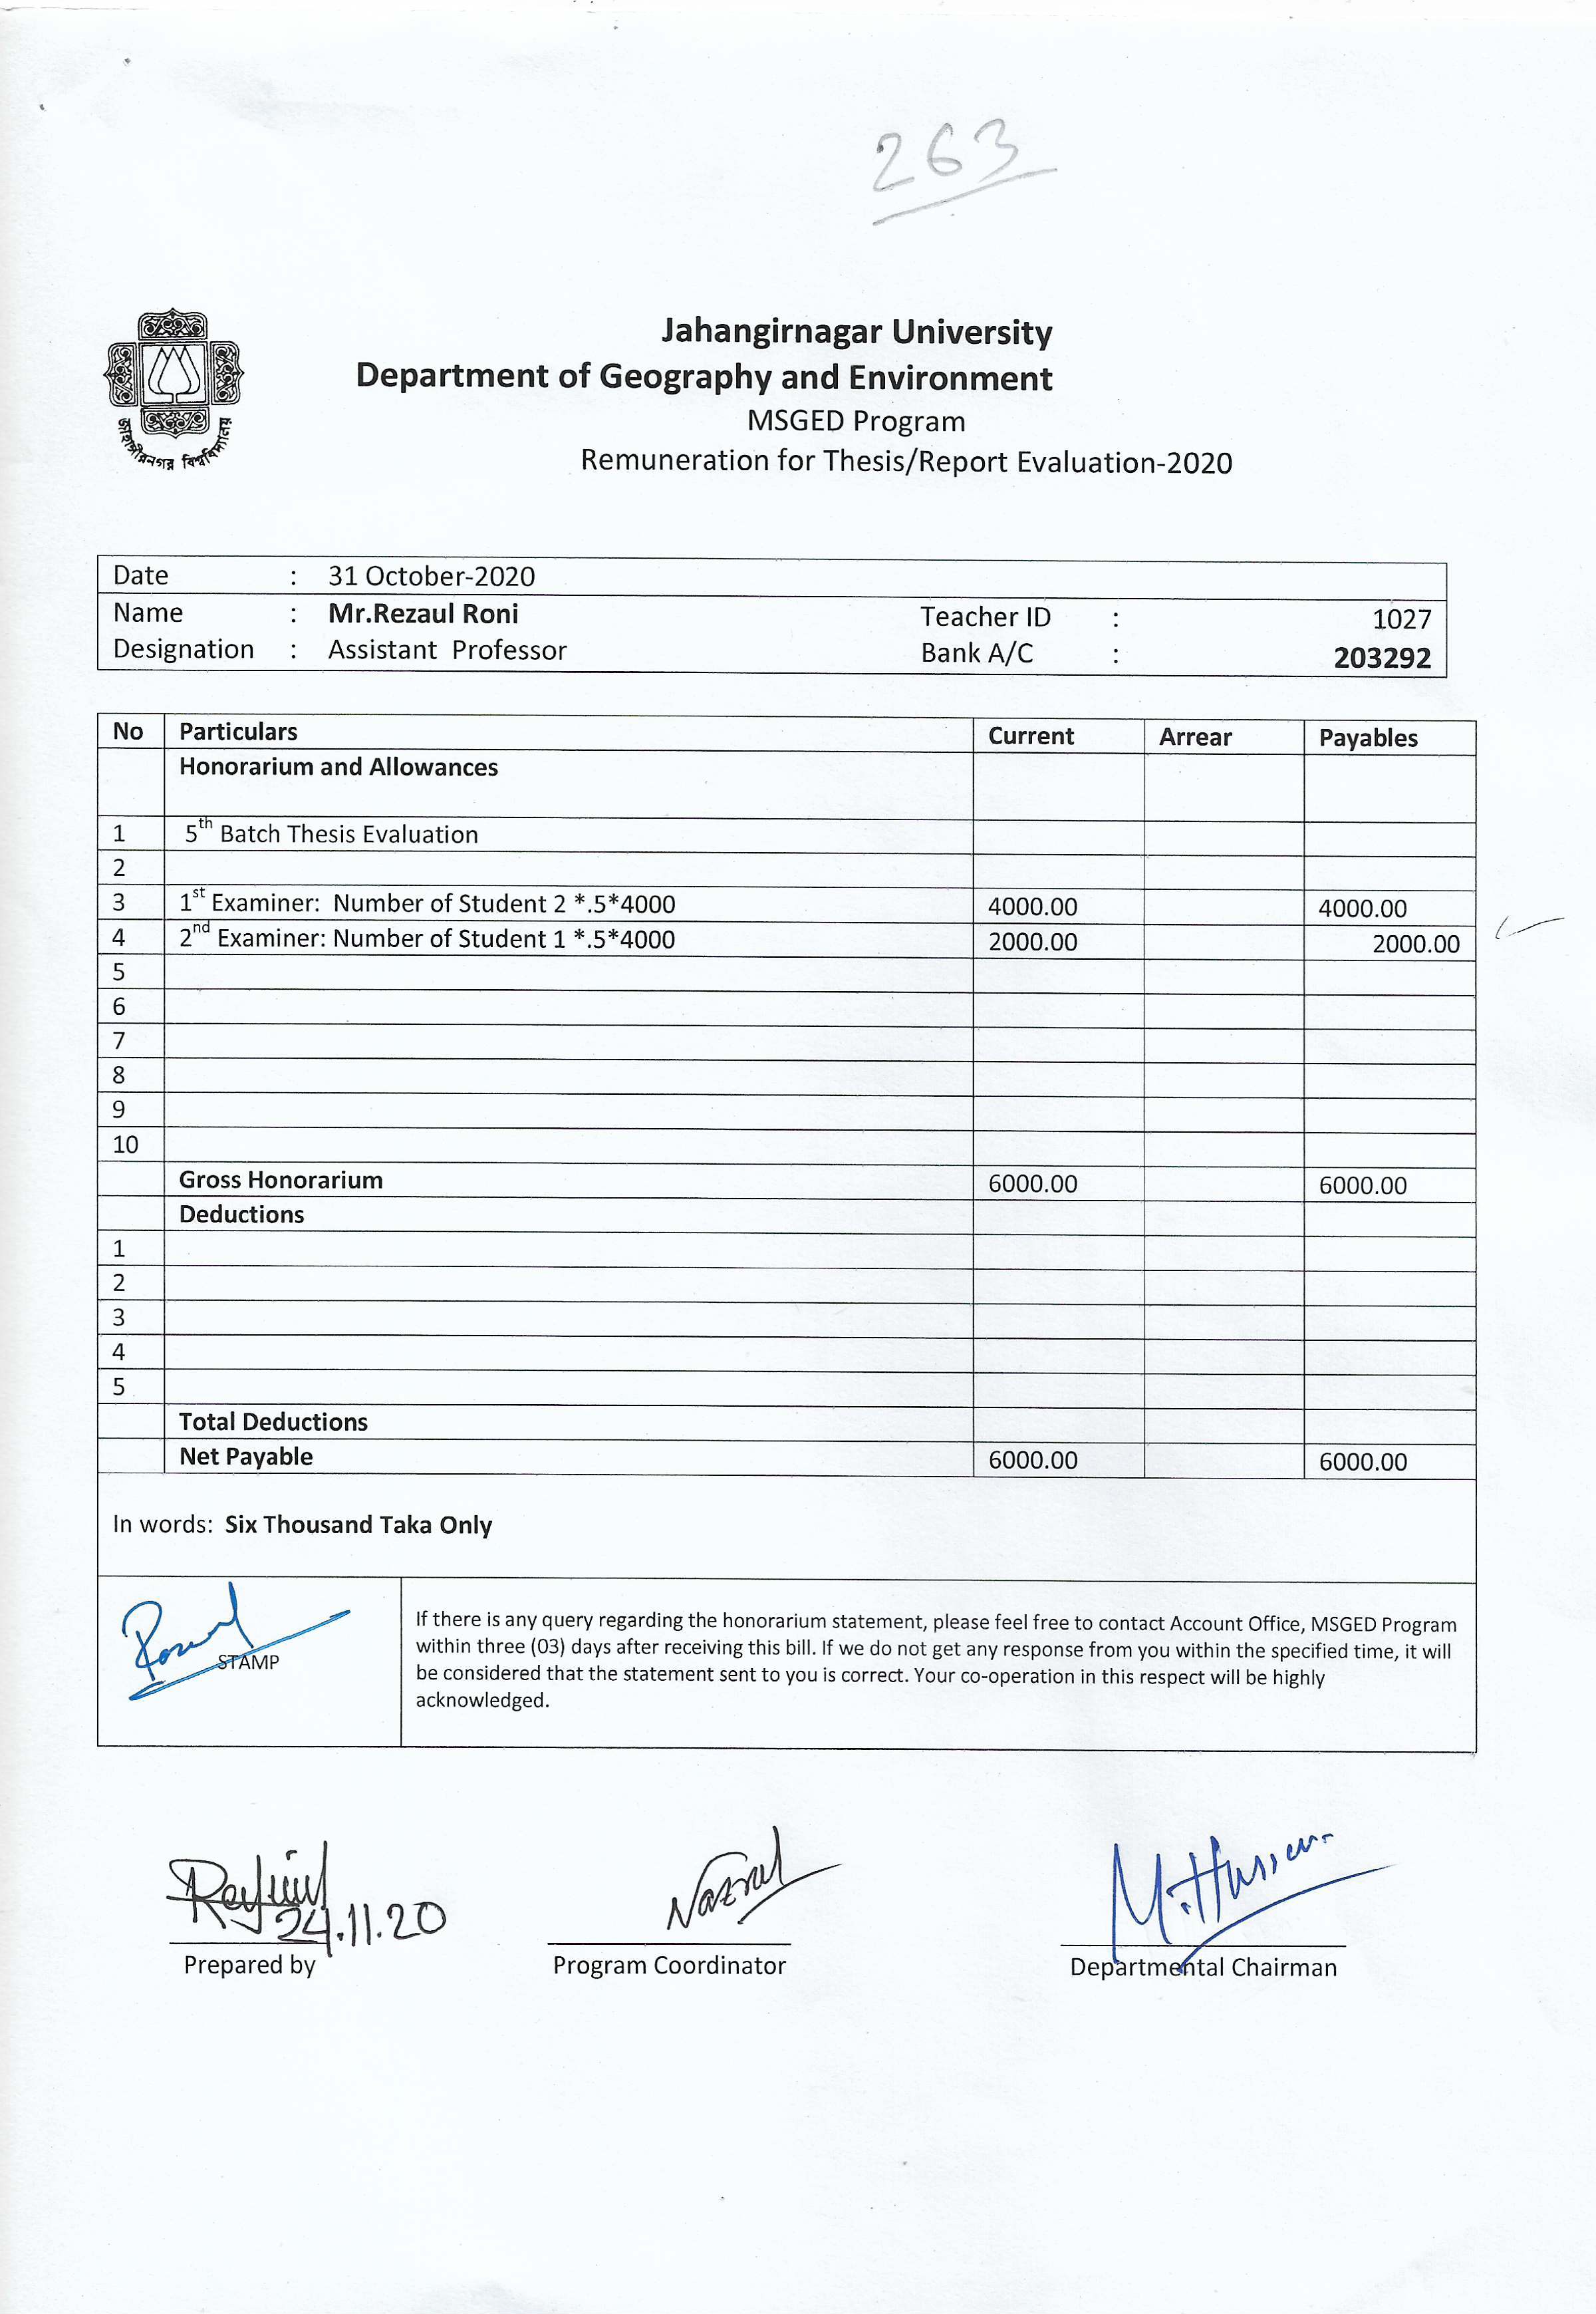 263
Jahangirnagar University
Department of Geography and Environment
MSGED Program
Remuneration for Thesis/Report Evaluation-2020
জাহাঙ্গীরনগর বিশ্ববিদ্যালয়
Date : 31 October-2020
Name : Mr.Rezaul Roni Teacher ID : 1027
Designation : Assistant Professor Bank A/C : 203292
No Particulars Current Arrear Payables
Honorarium and Allowances
1 5th Batch Thesis Evaluation
2
3 1st Examiner: Number of Student 2 *.5*4000 4000.00 4000.00
4 2nd Examiner: Number of Student 1 *.5*4000 2000.00 2000.00
5
6
7
8
9
10
Gross Honorarium 6000.00 6000.00
Deductions
1
2
3
4
5
Total Deductions
Net Payable 6000.00 6000.00
In words: Six Thousand Taka Only
STAMP
If there is any query regarding the honorarium statement, please feel free to contact Account Office, MSGED Program
within three (03) days after receiving this bill. If we do not get any response from you within the specified time, it will
be considered that the statement sent to you is correct. Your co-operation in this respect will be highly
acknowledged.
24.11.20 Nazrul
Prepared by Program Coordinator Departmental Chairman